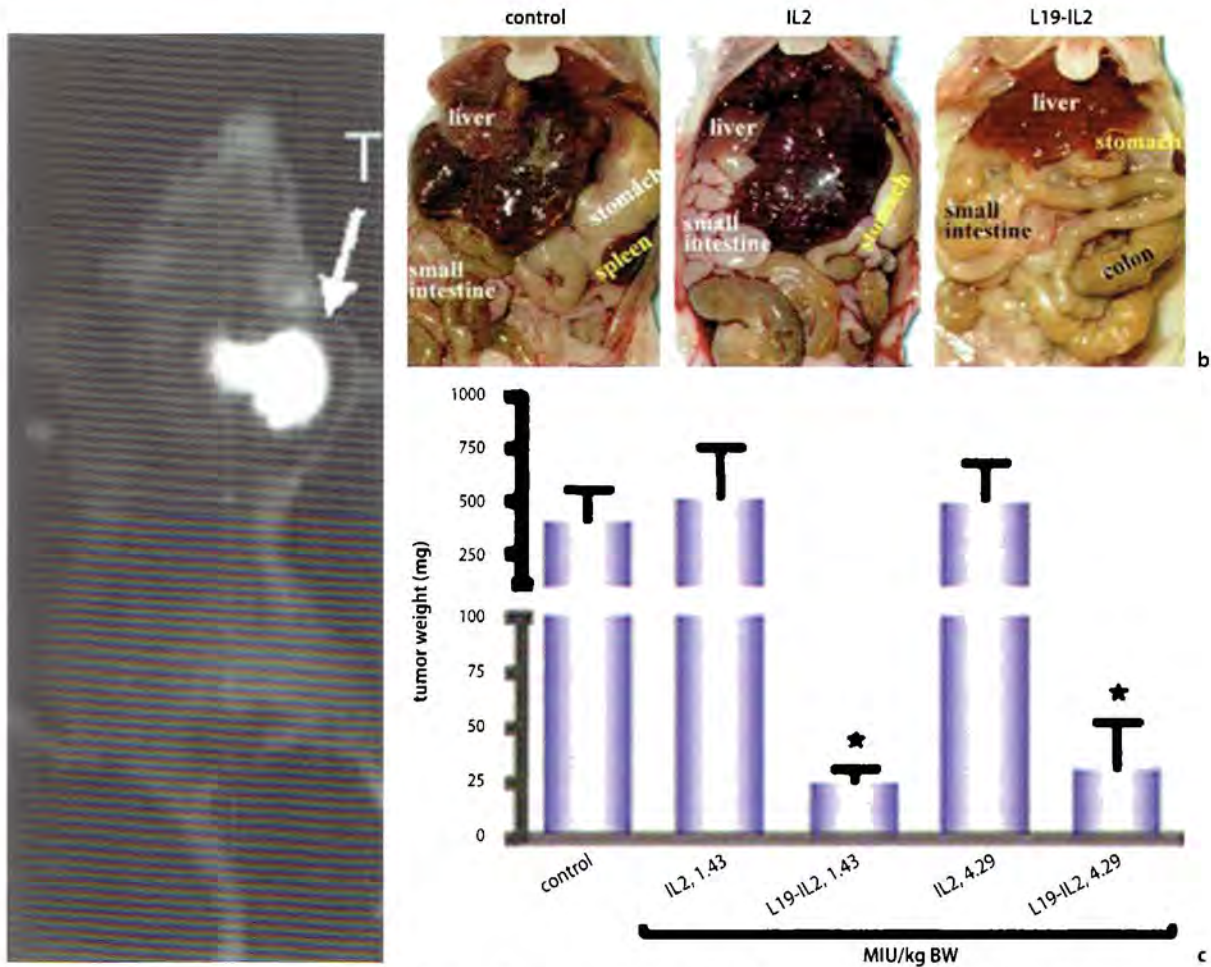 T
control
IL2
L19-IL2
liver
stomach
spleen
small
intestine
liver
stomach
small
intestine
liver
stomach
small
intestine
colon
b
tumor weight (mg)
1000
750
500
250
100
75
50
25
0
control
IL2, 1.43
L19-IL2, 1.43
IL2, 4.29
L19-IL2, 4.29
MIU/kg BW
c